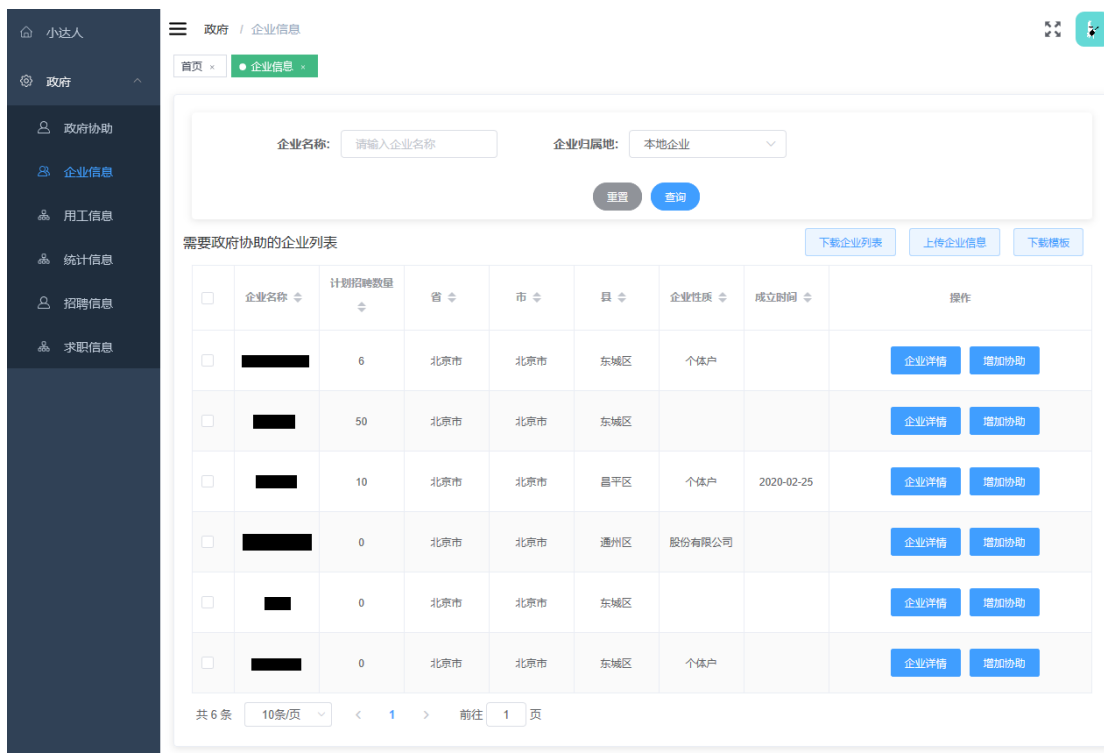 小达人
政府 / 企业信息
首页 ×
企业信息 ×
政府
政府协助
企业信息
用工信息
统计信息
招聘信息
求职信息
企业名称: 请输入企业名称 企业归属地: 本地企业
重置 查询
需要政府协助的企业列表 下载企业列表 上传企业信息 下载模板
企业名称 计划招聘数量 省 市 县 企业性质 成立时间 操作
6 北京市 北京市 东城区 个体户 企业详情 增加协助
50 北京市 北京市 东城区 企业详情 增加协助
10 北京市 北京市 昌平区 个体户 2020-02-25 企业详情 增加协助
0 北京市 北京市 通州区 股份有限公司 企业详情 增加协助
0 北京市 北京市 东城区 企业详情 增加协助
0 北京市 北京市 东城区 个体户 企业详情 增加协助
共 6 条 10条/页 < 1 > 前往 1 页